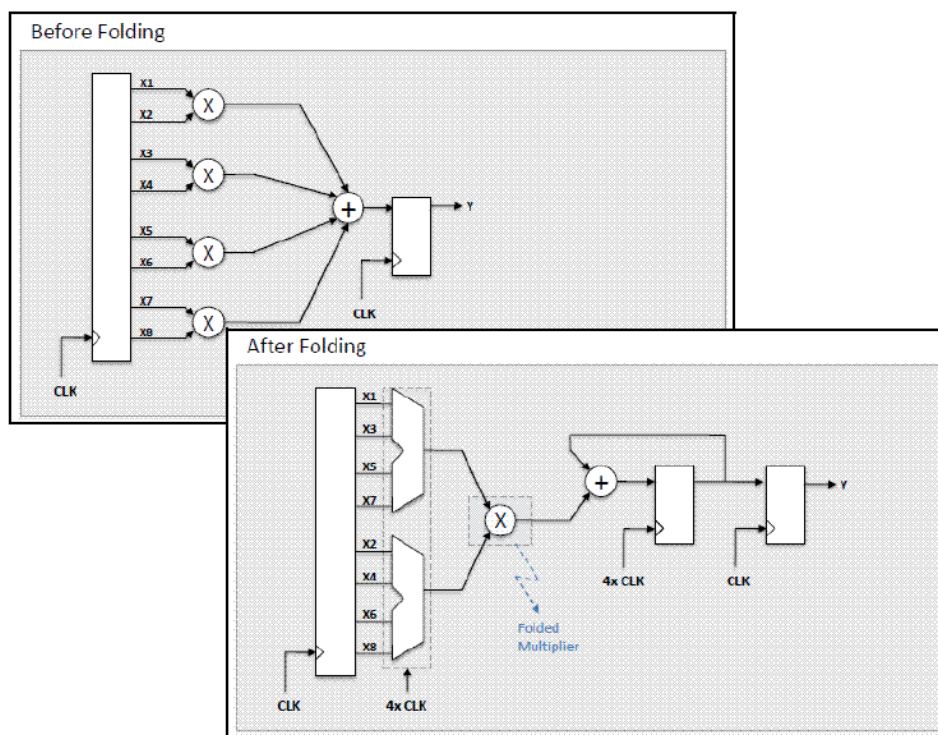 Before Folding
X1
X
X2
X3
X
X4
+
Y
X5
X
X6
CLK
X7
X
X8
CLK
After Folding
X1
X3
X5
X7
+
Y
X
X2
X4
4x CLK
CLK
X6
Folded
Multiplier
X8
CLK
4x CLK